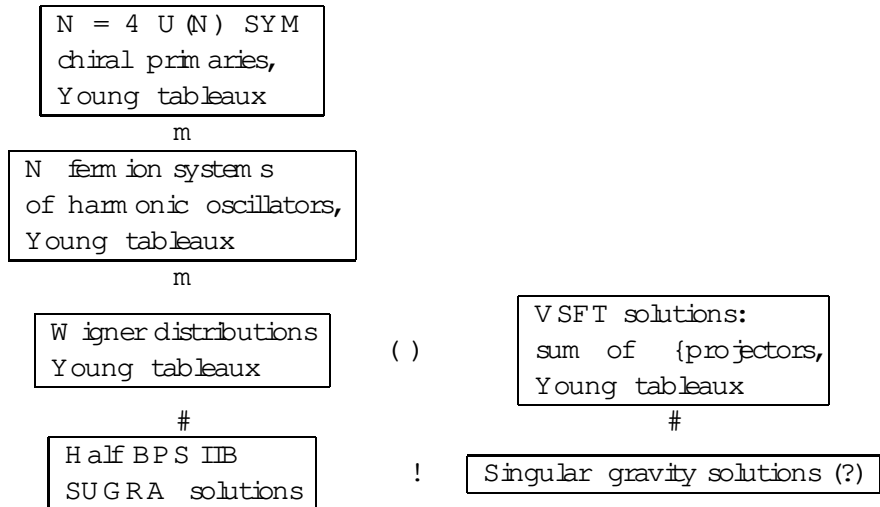 N = 4 U(N) SYM
chiral primaries,
Young tableaux
m
N fermion systems
of harmonic oscillators,
Young tableaux
m
Wigner distributions
Young tableaux
( )
VSFT solutions:
sum of {projectors,
Young tableaux
# #
Half BPS IIB
SUGRA solutions
! Singular gravity solutions (?)